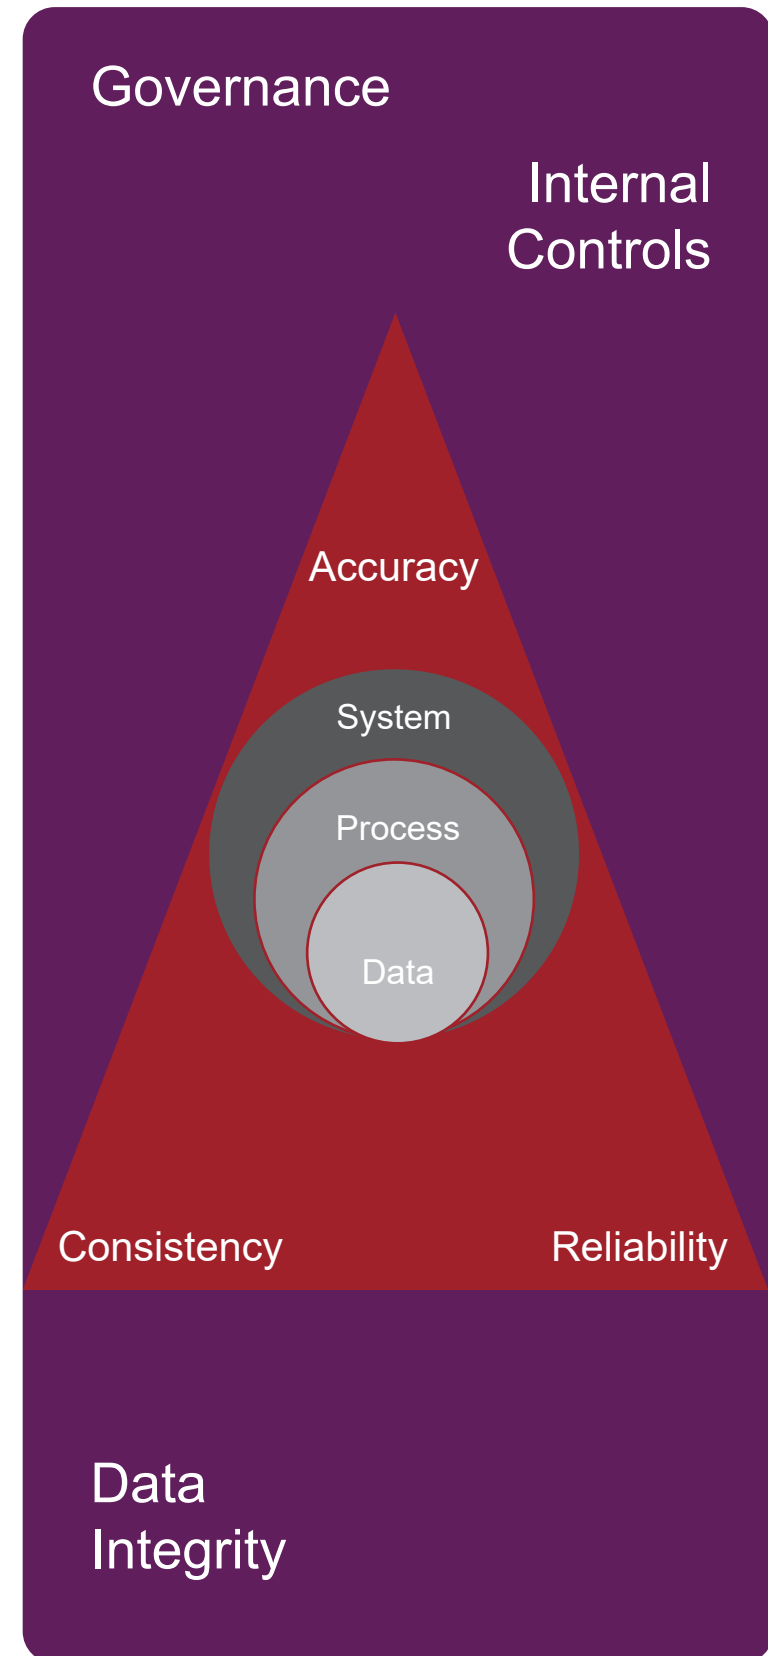 Governance
Internal
Controls
Accuracy
System
Process
Data
Consistency
Reliability
Data
Integrity